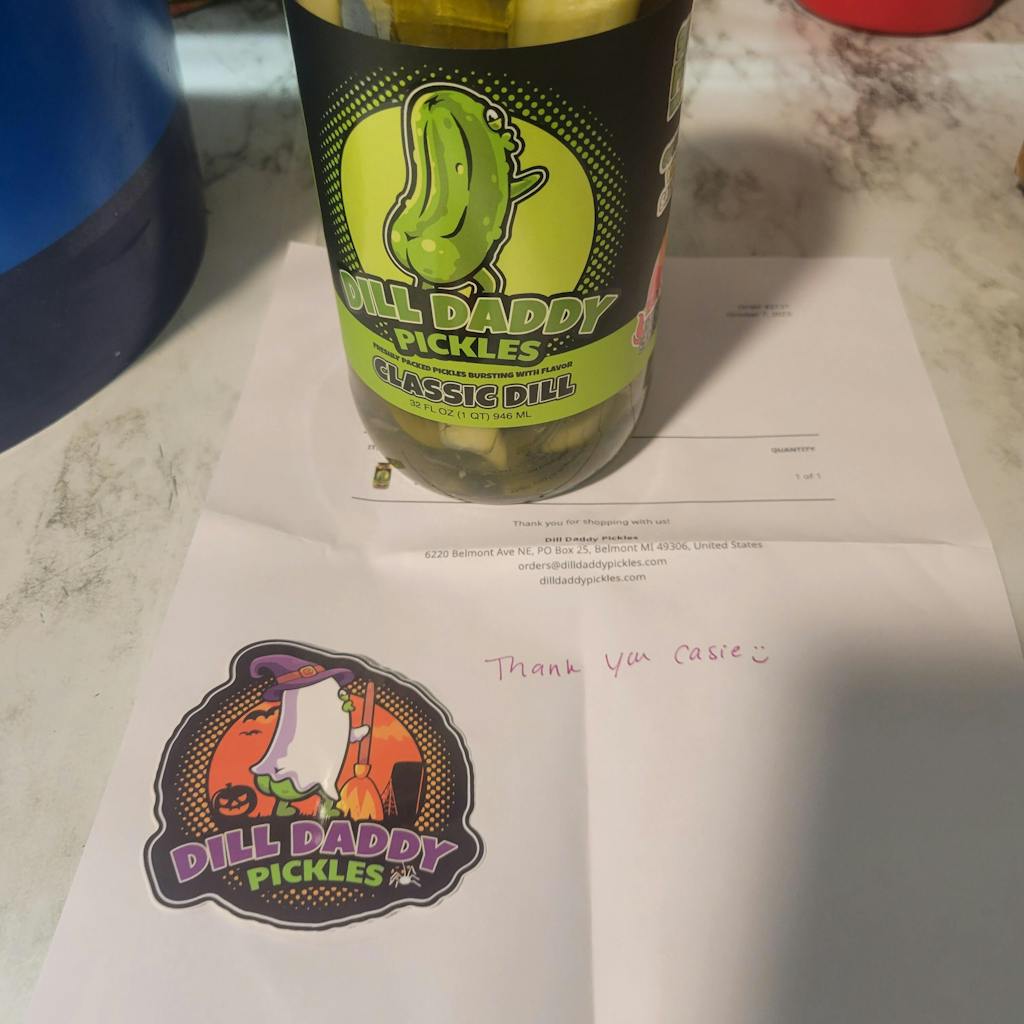 DILL DADDY
PICKLES
FRESHLY PACKED PICKLES BURSTING WITH FLAVOR
CLASSIC DILL
32 FL OZ (1 QT) 946 ML
QUANTITY
1 of 1
Thank you for shopping with us!
Dill Daddy Pickles
6220 Belmont Ave NE, PO Box 25, Belmont MI 49306, United States
orders@dilldaddypickles.com
dilldaddypickles.com
Thank you Casie
DILL DADDY
PICKLES